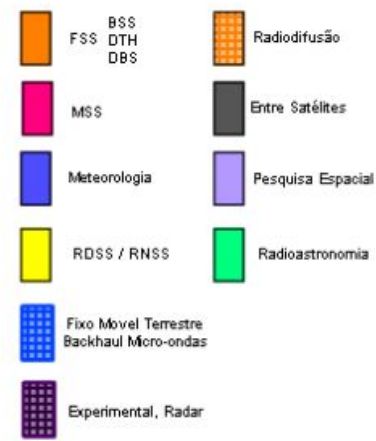 FSS BSS
DTH
DBS
Radiodifusão
MSS
Entre Satélites
Meteorologia
Pesquisa Espacial
RDSS / RNSS
Radioastronomia
Fixo Movel Terrestre
Backhaul Micro-ondas
Experimental, Radar